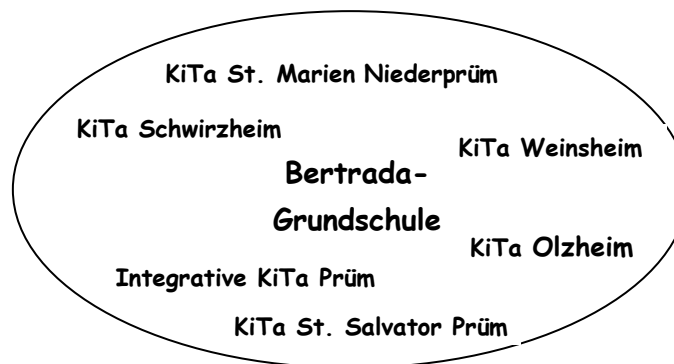 KiTa St. Marien Niederprüm
KiTa Schwirzheim
KiTa Weinsheim
Bertrada-
Grundschule
KiTa Olzheim
Integrative KiTa Prüm
KiTa St. Salvator Prüm